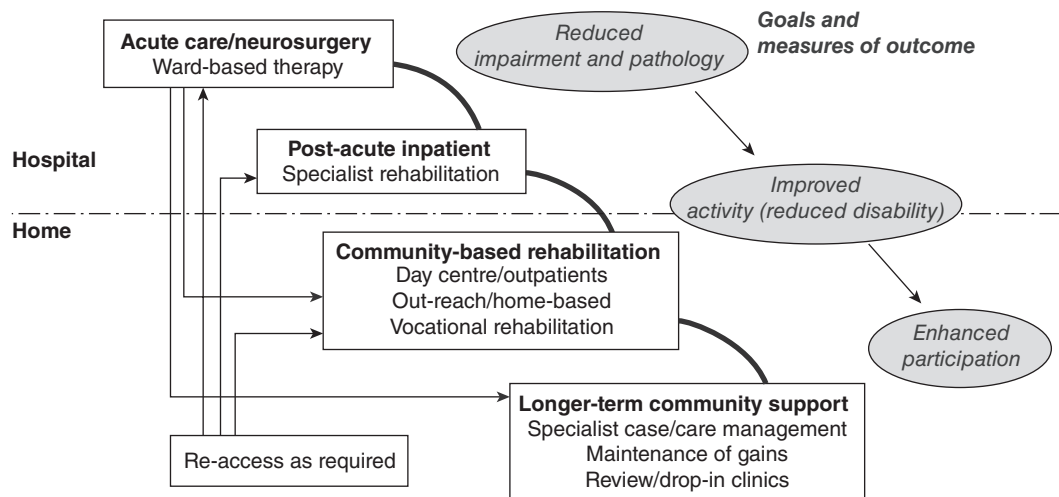 Acute care/neurosurgery
Ward-based therapy
Reduced
impairment and pathology
Goals and
measures of outcome
Hospital
Post-acute inpatient
Specialist rehabilitation
Improved
activity (reduced disability)
Home
Community-based rehabilitation
Day centre/outpatients
Out-reach/home-based
Vocational rehabilitation
Enhanced
participation
Longer-term community support
Specialist case/care management
Maintenance of gains
Review/drop-in clinics
Re-access as required